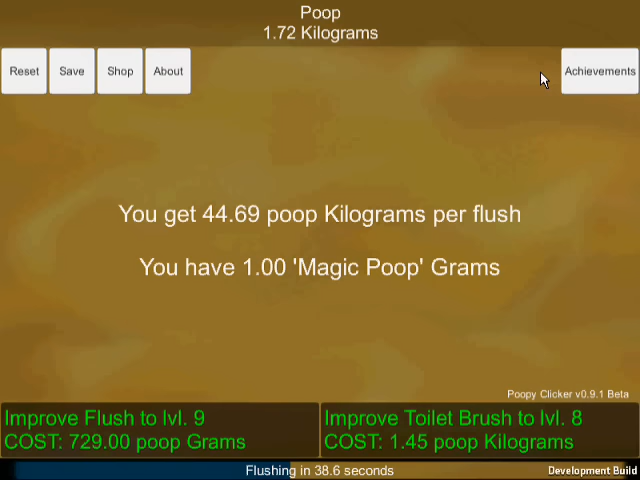 Poop
1.72 Kilograms
Reset
Save
Shop
About
Achievements
You get 44.69 poop Kilograms per flush
You have 1.00 'Magic Poop' Grams
Poopy Clicker v0.9.1 Beta
Improve Flush to lvl. 9
COST: 729.00 poop Grams
Improve Toilet Brush to lvl. 8
COST: 1.45 poop Kilograms
Flushing in 38.6 seconds
Development Build